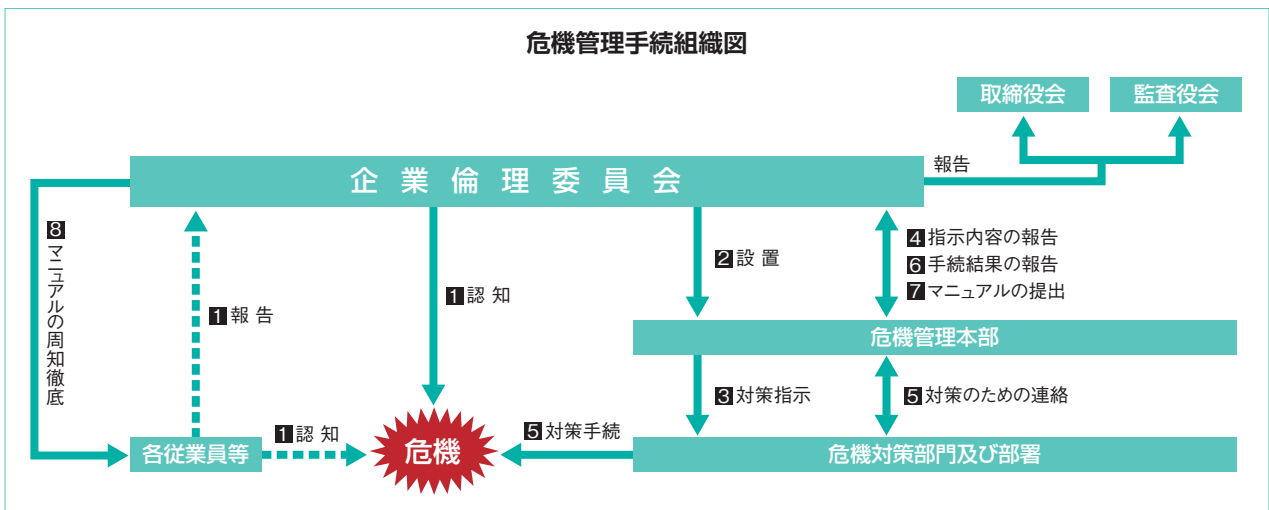 危機管理手続組織図
取締役会
監査役会
企業倫理委員会
報告
8 マニュアルの周知徹底
1 報 告
1 認 知
2 設 置
4 指示内容の報告
6 手続結果の報告
7 マニュアルの提出
危機管理本部
3 対策指示
5 対策のための連絡
各従業員等
1 認 知
危機
5 対策手続
危機対策部門及び部署